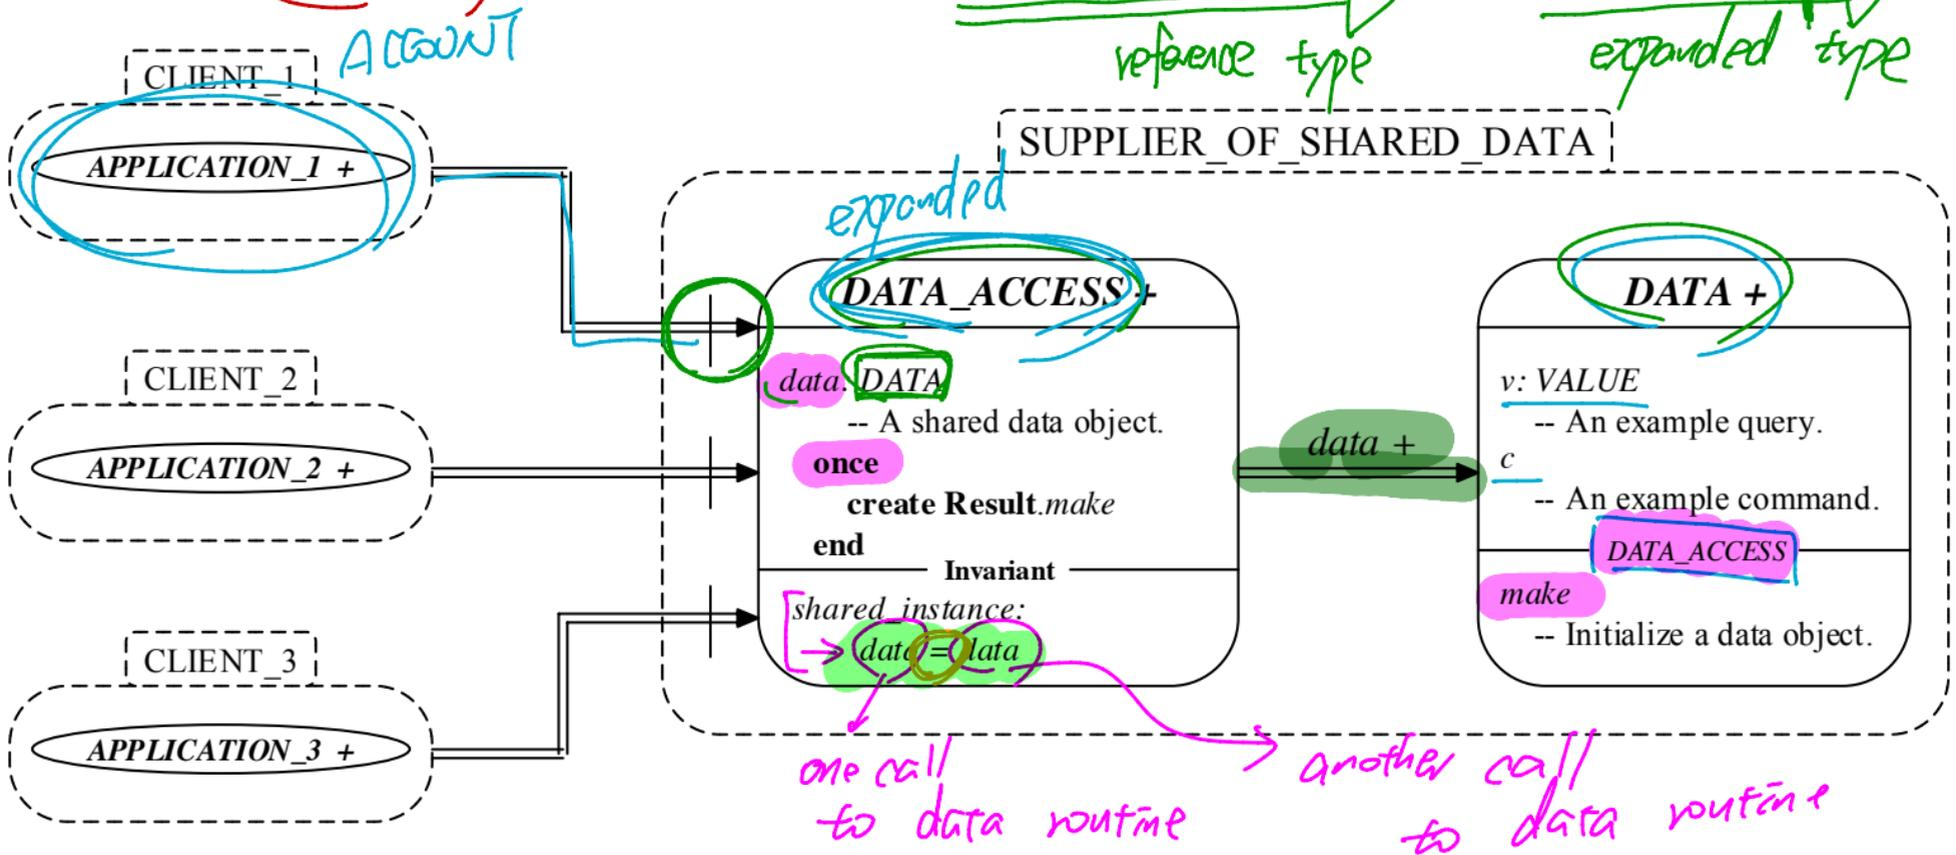 ACCOUNT
reference type
expanded type
CLIENT_1
APPLICATION_1 +
CLIENT_2
APPLICATION_2 +
CLIENT_3
APPLICATION_3 +
SUPPLIER_OF_SHARED_DATA
expanded
DATA_ACCESS +
data: DATA
-- A shared data object.
once
create Result.make
end
Invariant
shared_instance:
data = data
one call
to data routine
another call
to data routine
data +
DATA +
v: VALUE
-- An example query.
c
-- An example command.
DATA_ACCESS
make
-- Initialize a data object.